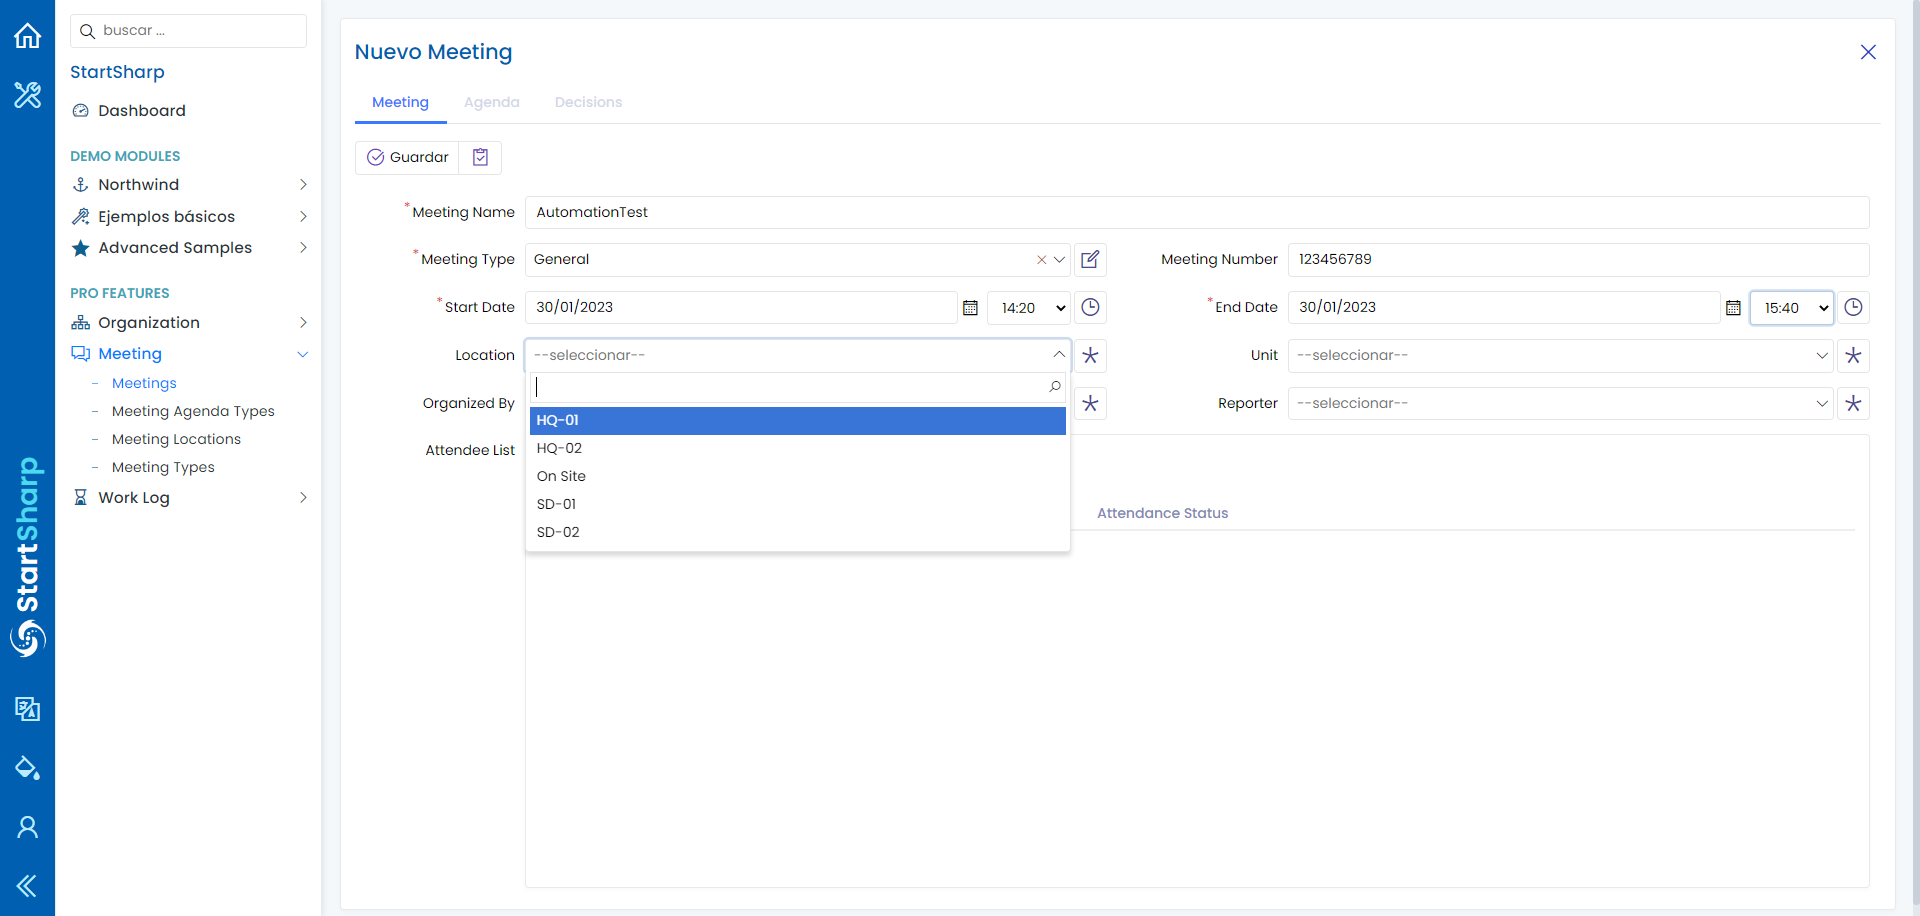 buscar ...
StartSharp
Dashboard
DEMO MODULES
Northwind
Ejemplos básicos
Advanced Samples
PRO FEATURES
Organization
Meeting
Meetings
Meeting Agenda Types
Meeting Locations
Meeting Types
Work Log
StartSharp
Nuevo Meeting
Meeting Agenda Decisions
Guardar
*Meeting Name AutomationTest
*Meeting Type General Meeting Number 123456789
*Start Date 30/01/2023 14:20 *End Date 30/01/2023 15:40
Location --seleccionar-- Unit --seleccionar--
Organized By Reporter --seleccionar--
HQ-01
Attendee List
HQ-02
On Site
SD-01
Attendance Status
SD-02